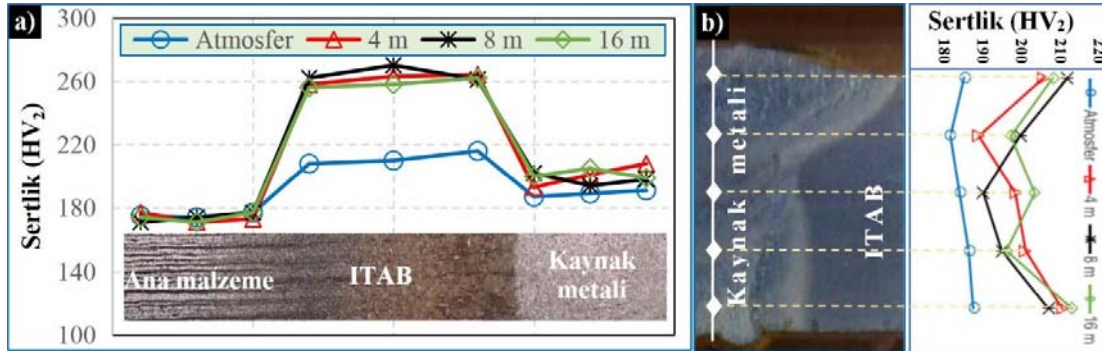 a)
Sertlik (HV2)
300
260
220
180
140
100
Atmosfer 4 m 8 m 16 m
Ana malzeme
ITAB
Kaynak
metali
b)
Kaynak metali
ITAB
Sertlik (HV2)
180 190 200 210 220
Atmosfer 4 m 8 m 16 m